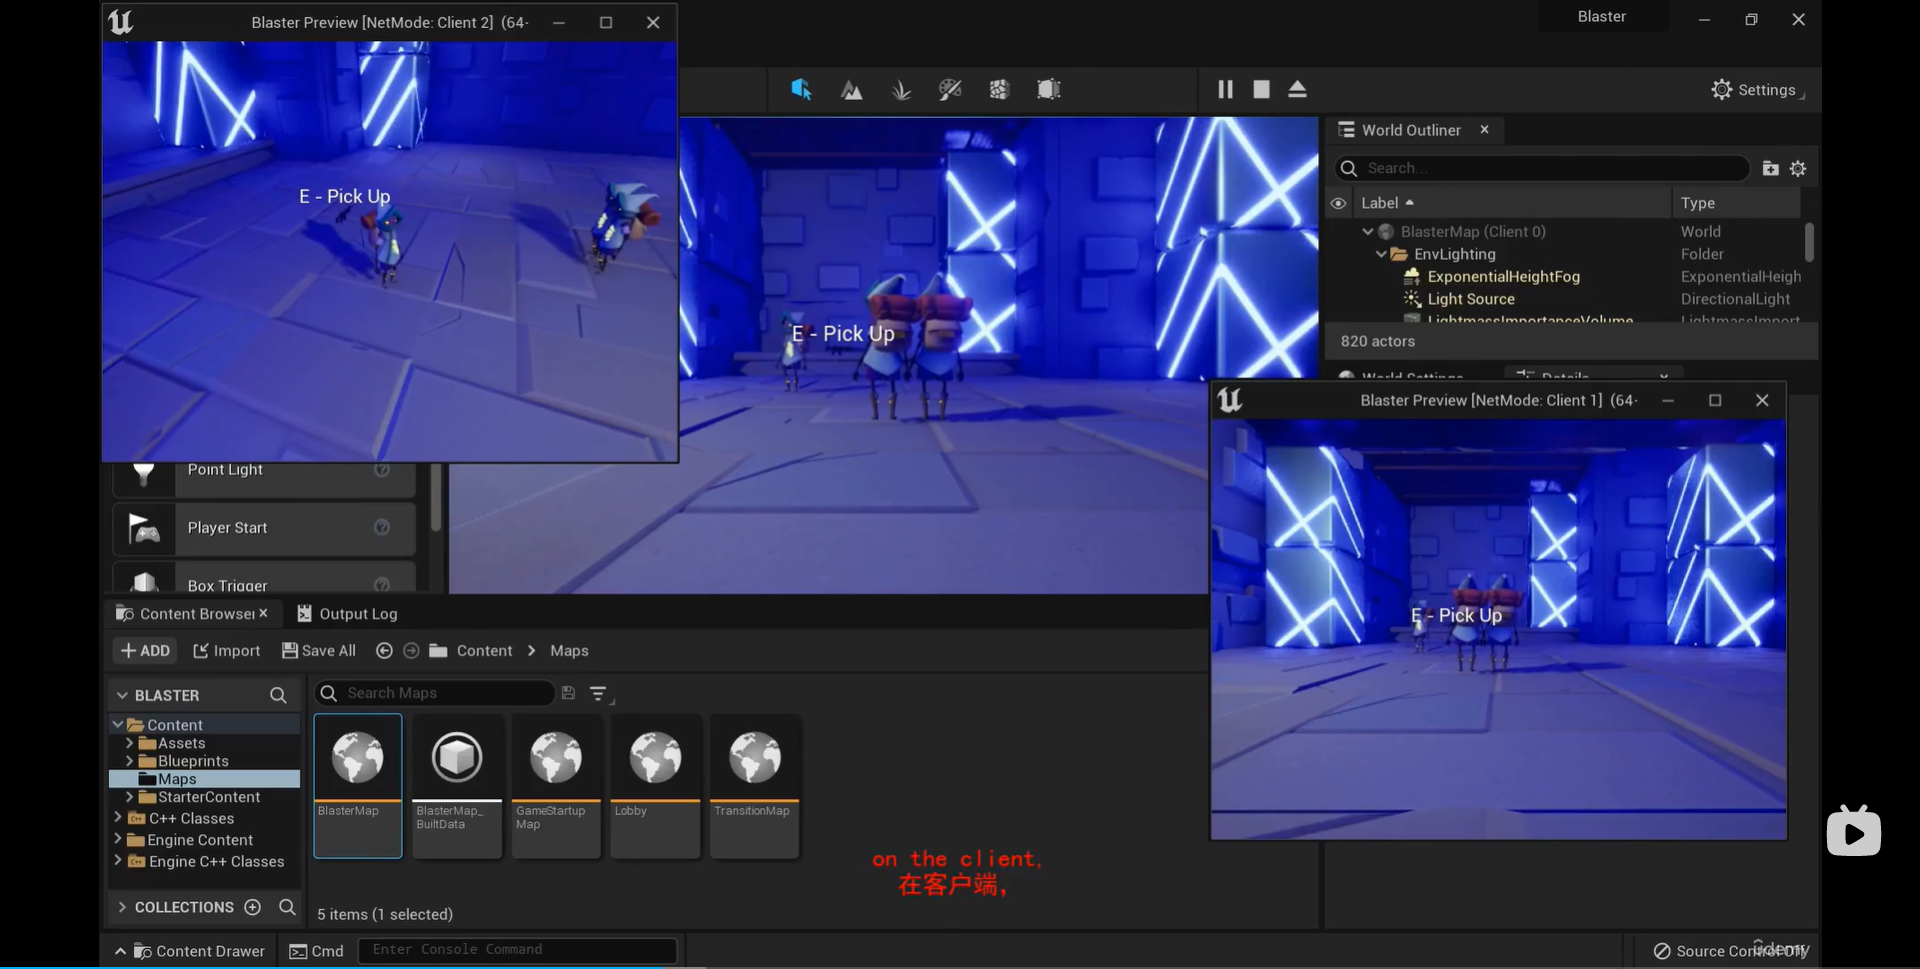 Blaster Preview [NetMode: Client 2] (64-
Blaster
Settings
E - Pick Up
E - Pick Up
World Outliner
Search...
Label
Type
BlasterMap (Client 0)
World
EnvLighting
Folder
ExponentialHeightFog
ExponentialHeigh
Light Source
DirectionalLight
LightmassImportanceVolume
LightmassImport
820 actors
World Settings
Details
Blaster Preview [NetMode: Client 1] (64-
E - Pick Up
Point Light
Player Start
Box Trigger
Content Browser
Output Log
ADD
Import
Save All
Content
Maps
BLASTER
Search Maps
Content
Assets
Blueprints
Maps
StarterContent
C++ Classes
Engine Content
Engine C++ Classes
COLLECTIONS
BlasterMap
BlasterMap_
BuiltData
GameStartup
Map
Lobby
TransitionMap
on the client,
在客户端，
5 items (1 selected)
Content Drawer
Cmd
Enter Console Command
Source Control Off
ûdemy